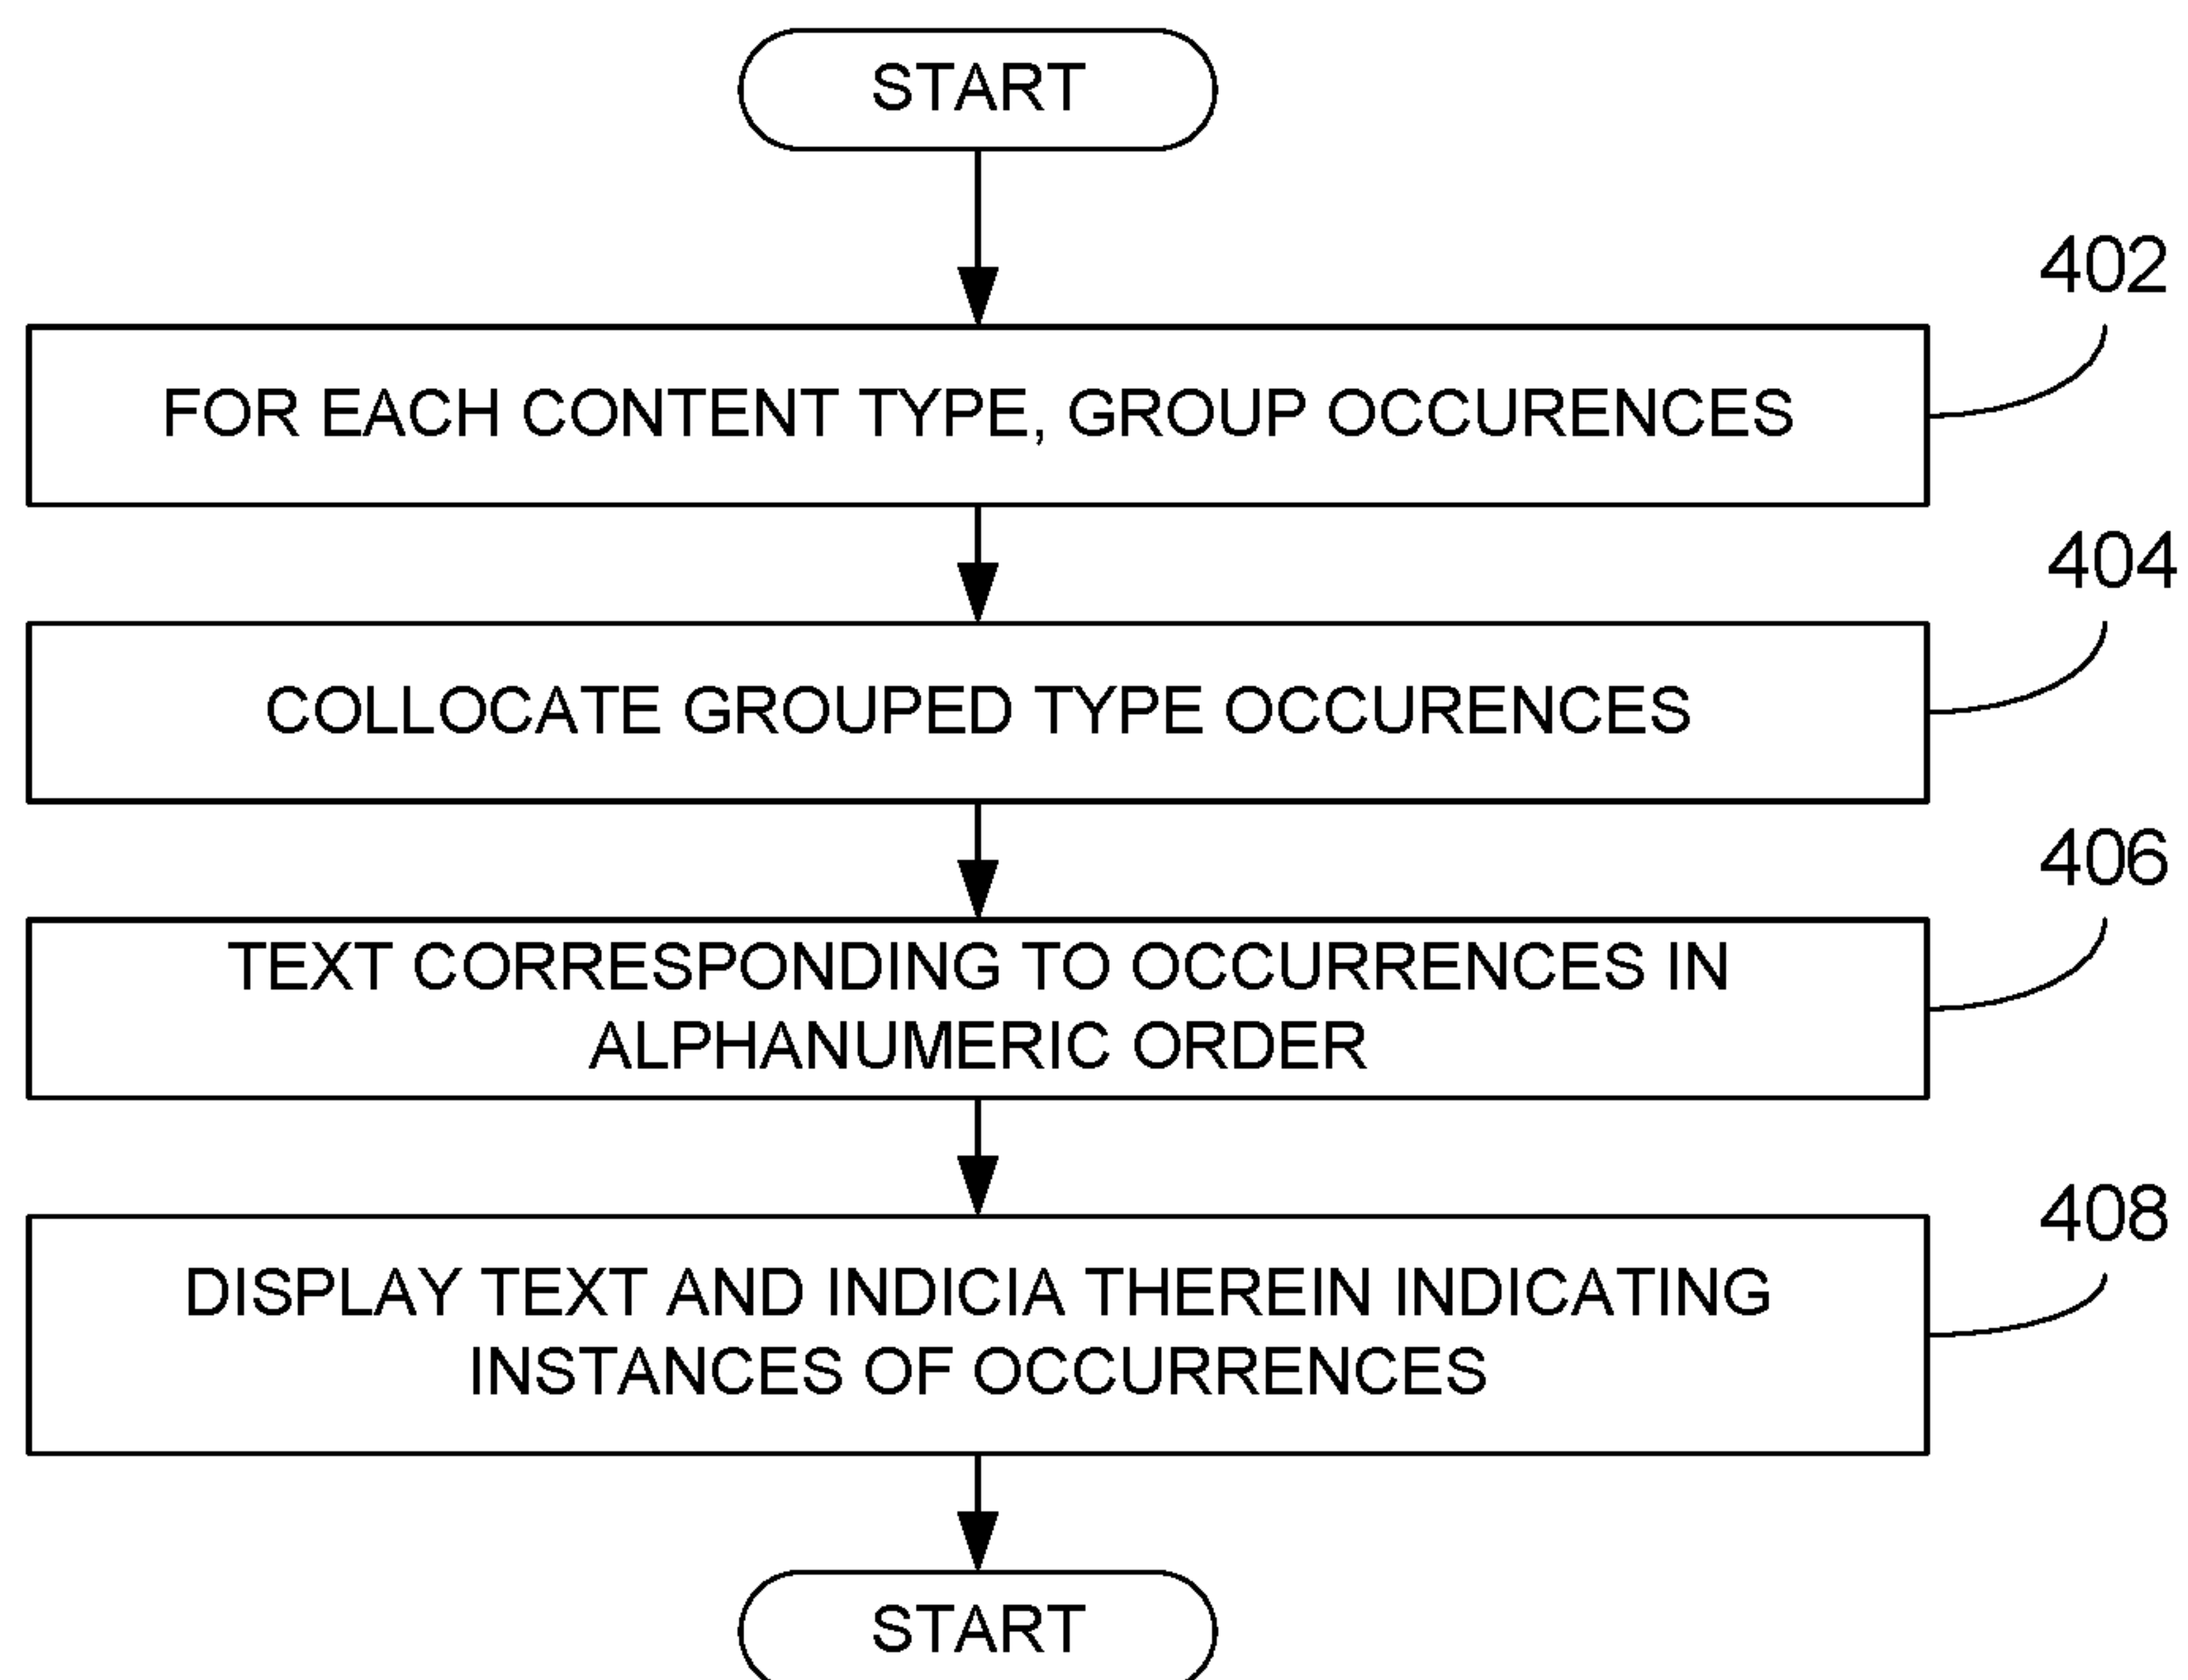 START
402
FOR EACH CONTENT TYPE, GROUP OCCURENCES
404
COLLOCATE GROUPED TYPE OCCURENCES
406
TEXT CORRESPONDING TO OCCURRENCES IN
ALPHANUMERIC ORDER
408
DISPLAY TEXT AND INDICIA THEREIN INDICATING
INSTANCES OF OCCURRENCES
START